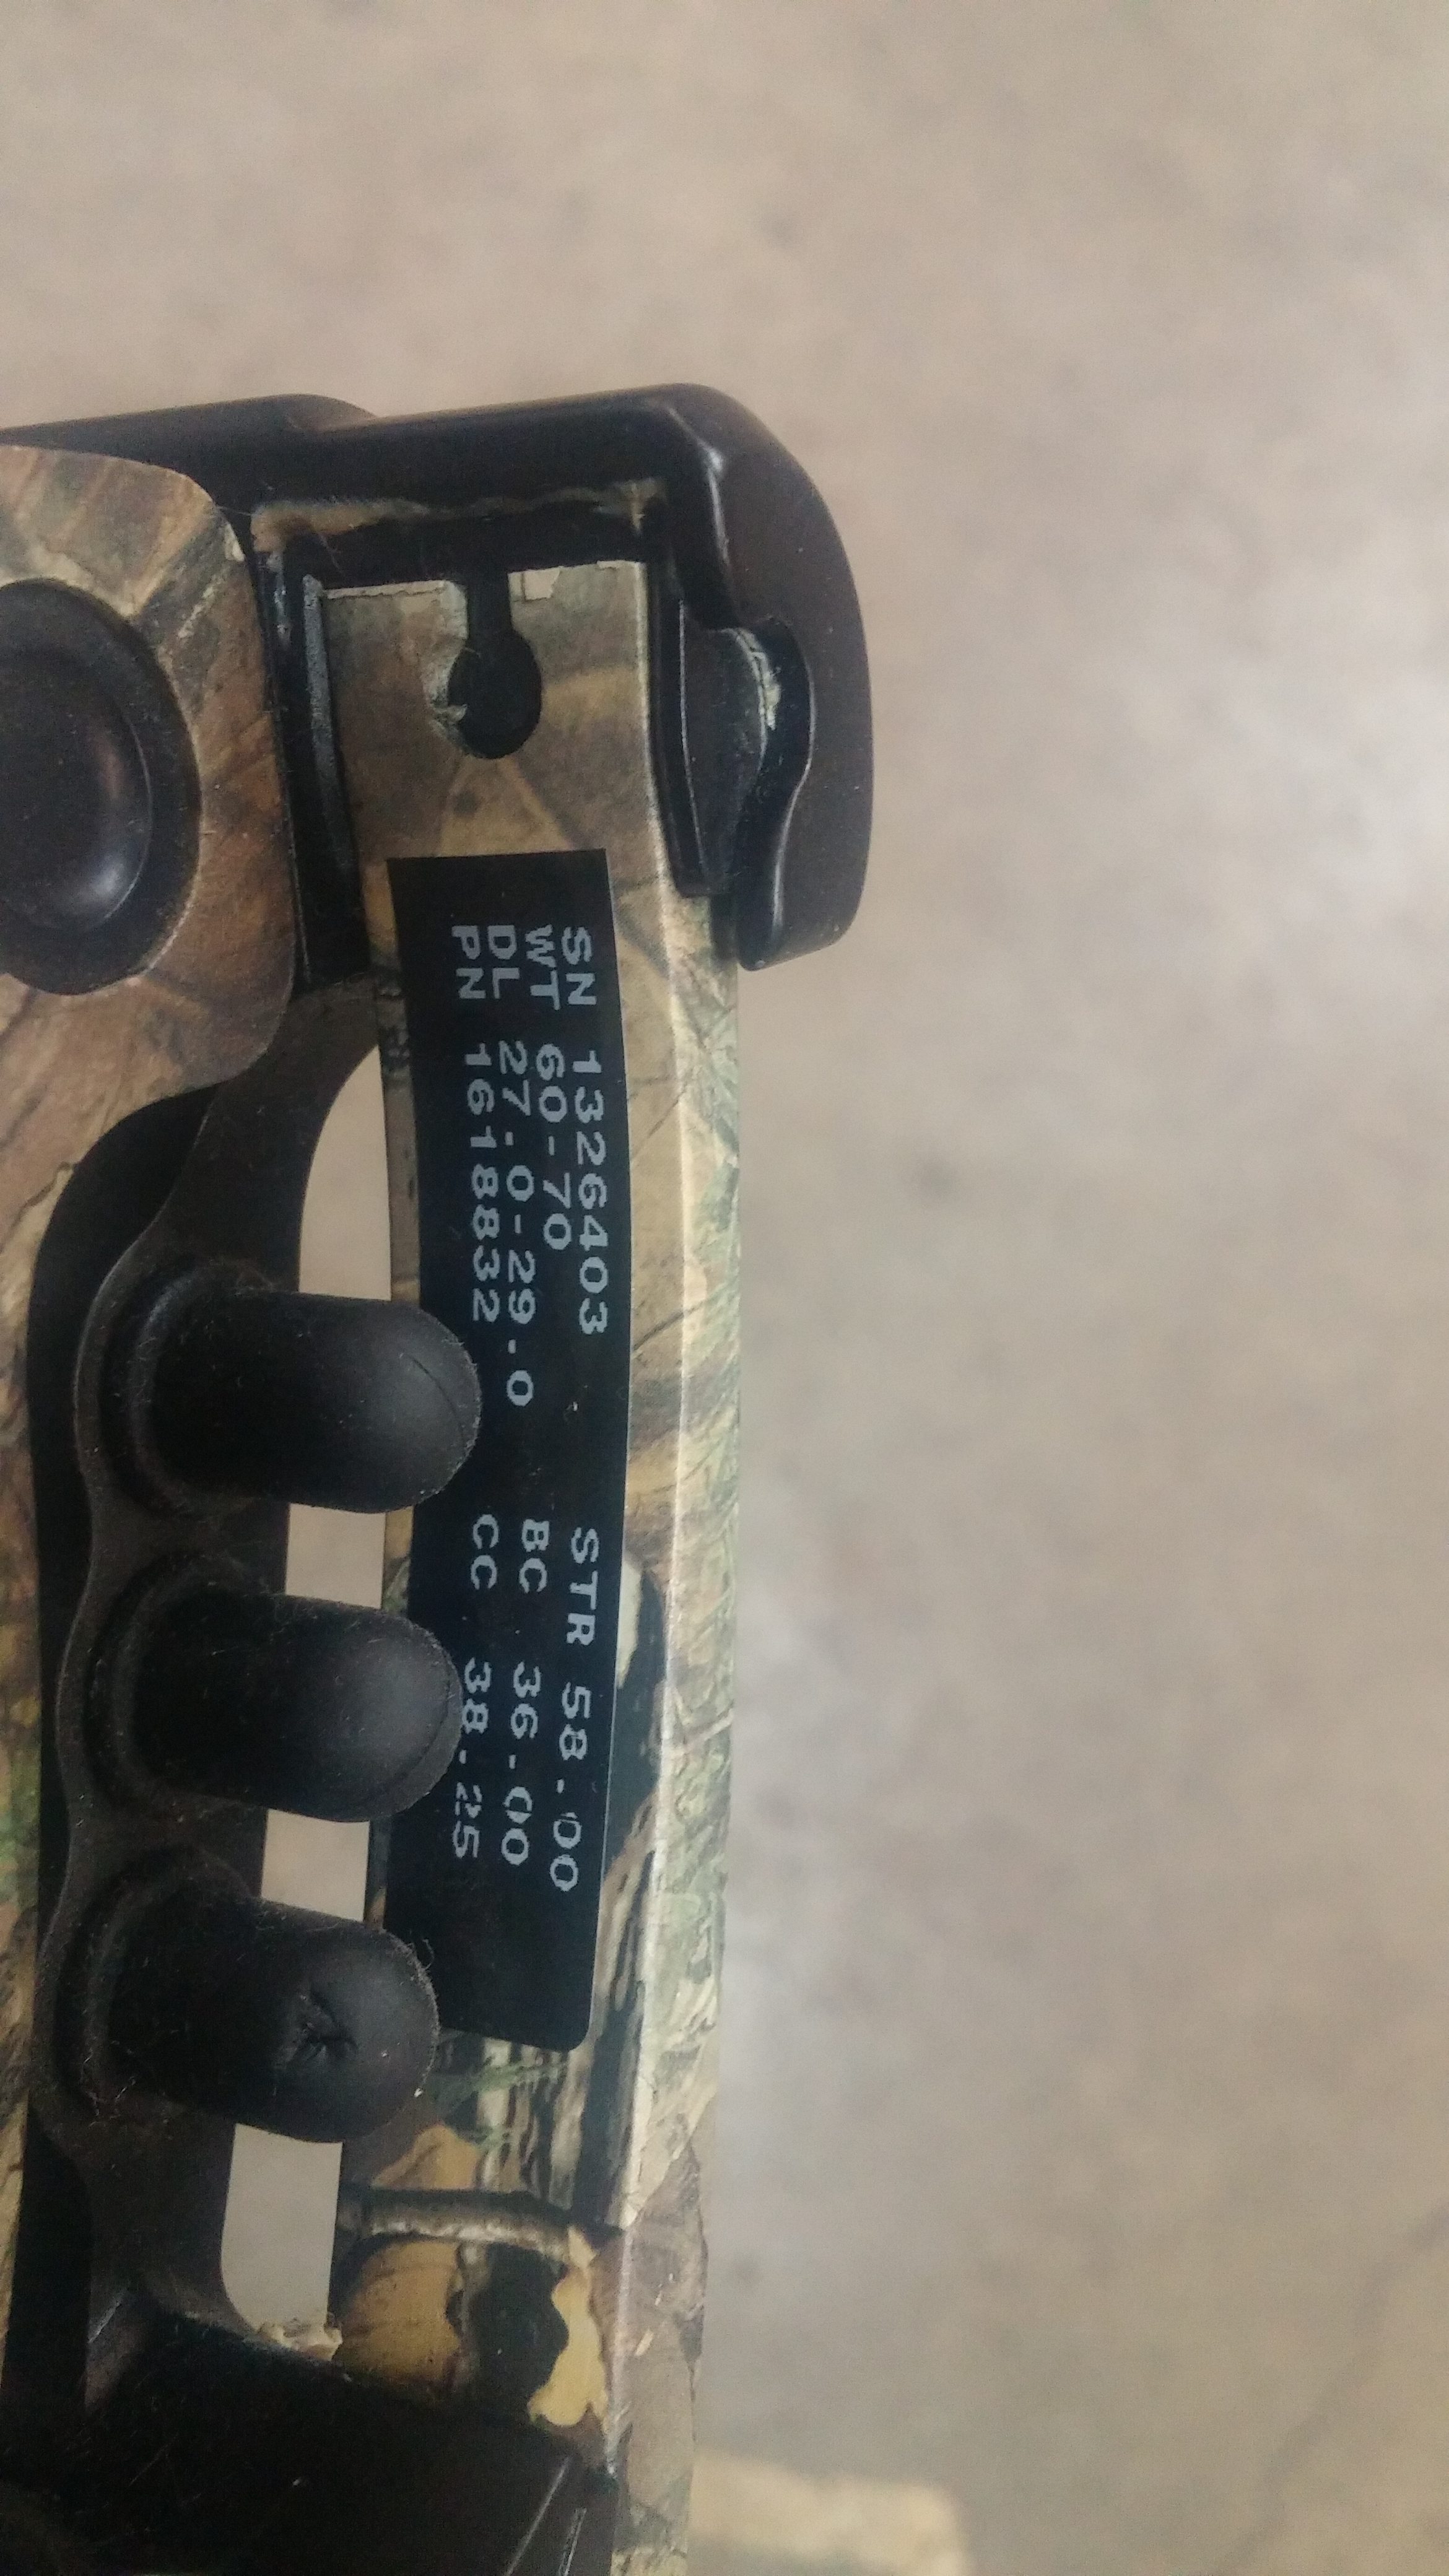 SN 1326403 STR 58.00
WT 60-70 BC 36.00
DL 27.0-29.0 CC 38.25
PN 1618832